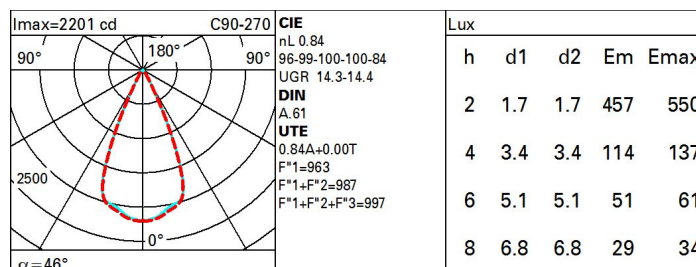 Imax=2201 cd C90-270
90° 180° 90°
2500
0°
α=46°
CIE
nL 0.84
96-99-100-100-84
UGR 14.3-14.4
DIN
A.61
UTE
0.84A+0.00T
F"1=963
F"1+F"2=987
F"1+F"2+F"3=997
Lux
h d1 d2 Em Emax
2 1.7 1.7 457 550
4 3.4 3.4 114 137
6 5.1 5.1 51 61
8 6.8 6.8 29 34